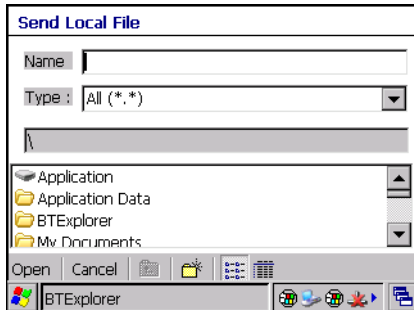 Send Local File
Name
Type : All (*.*)
\
Application
Application Data
BTExplorer
My Documents
Open Cancel
BTExplorer